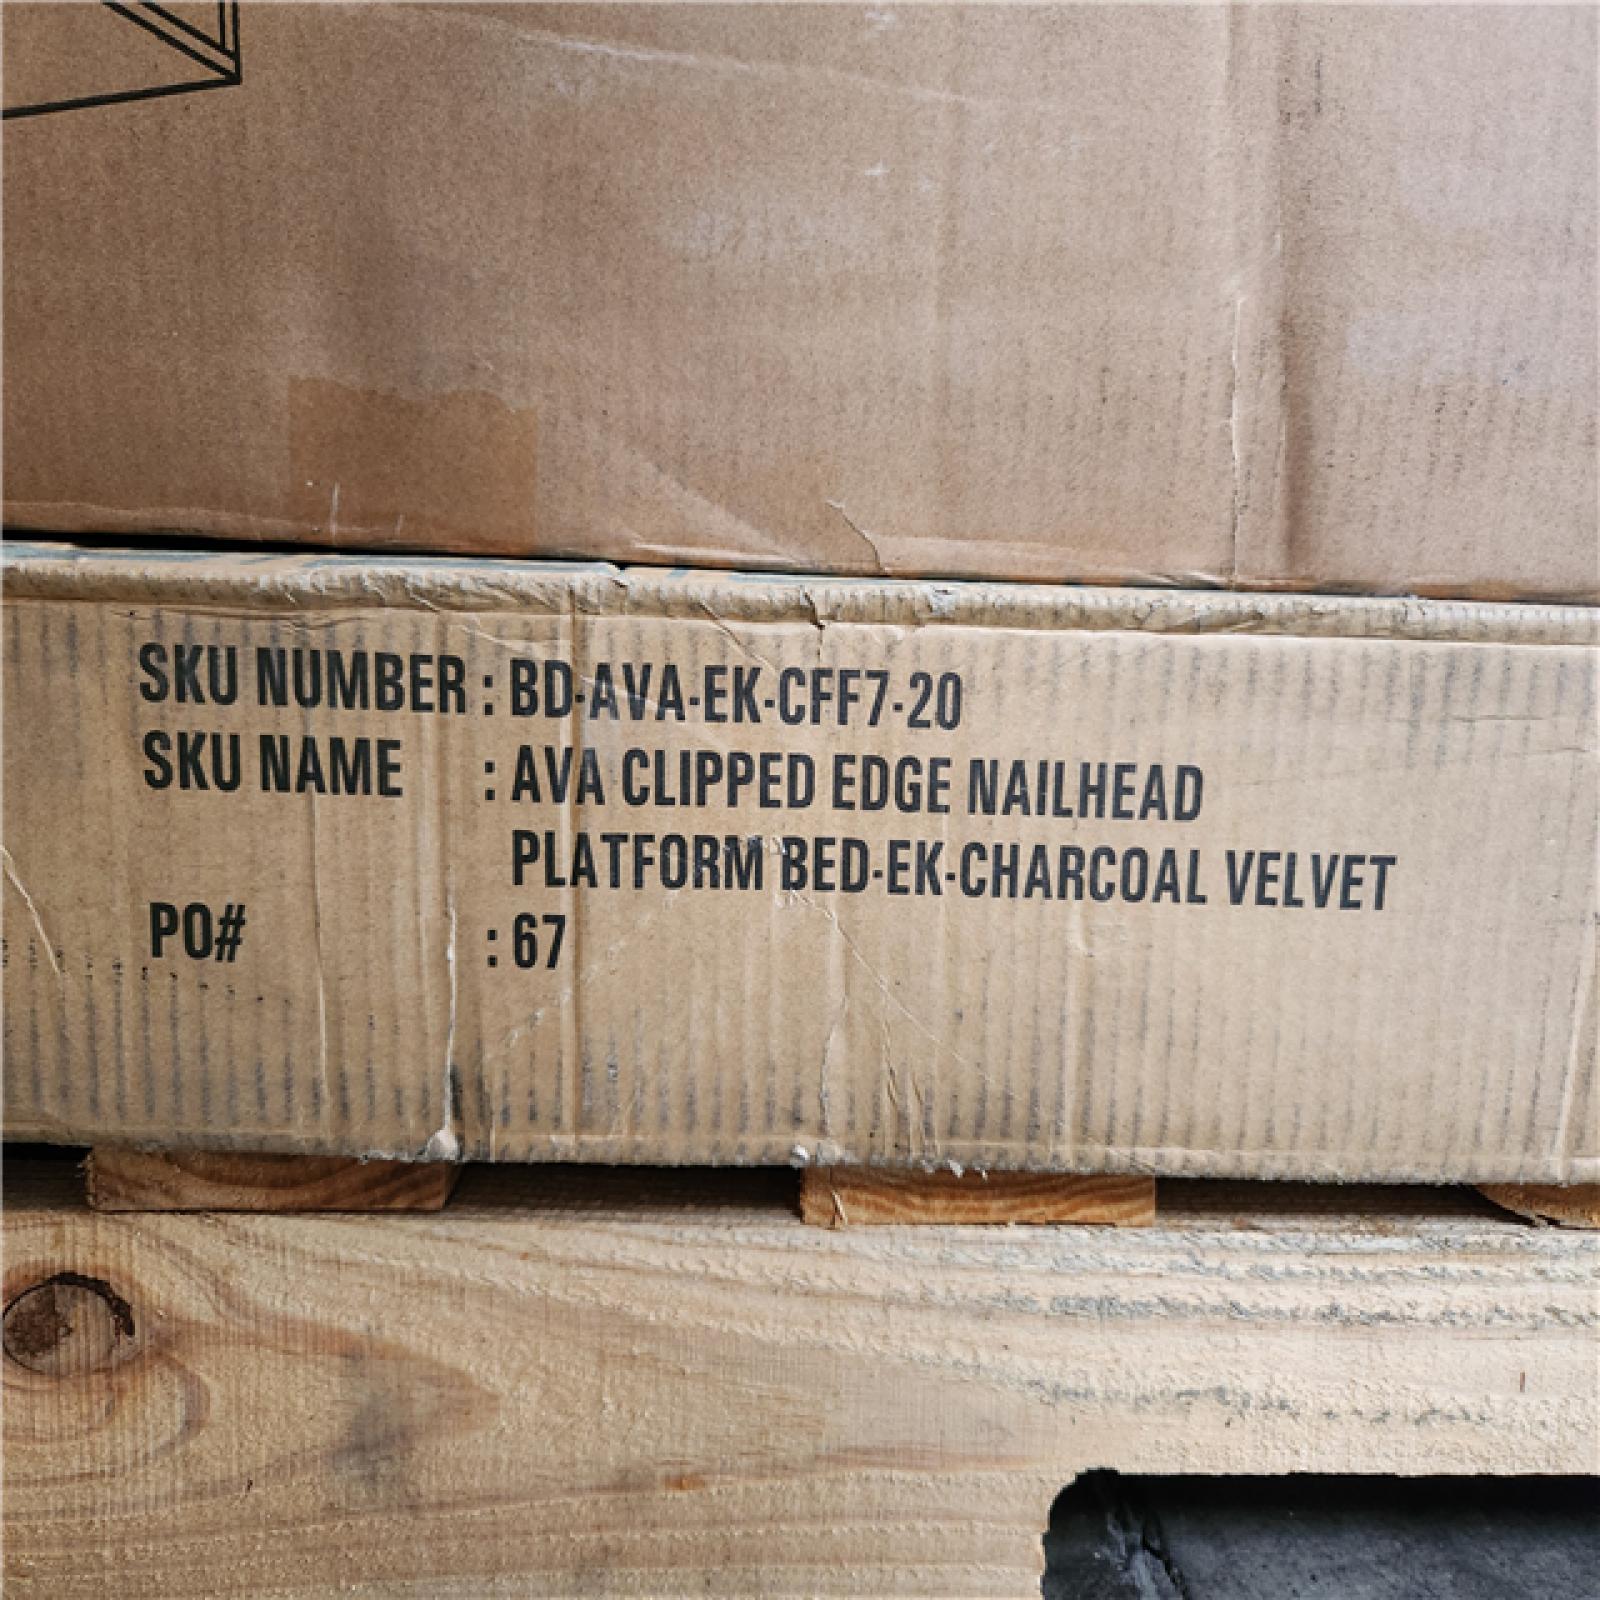 SKU NUMBER : BD-AVA-EK-CFF7-20
SKU NAME : AVA CLIPPED EDGE NAILHEAD
PLATFORM BED-EK-CHARCOAL VELVET
PO# : 67